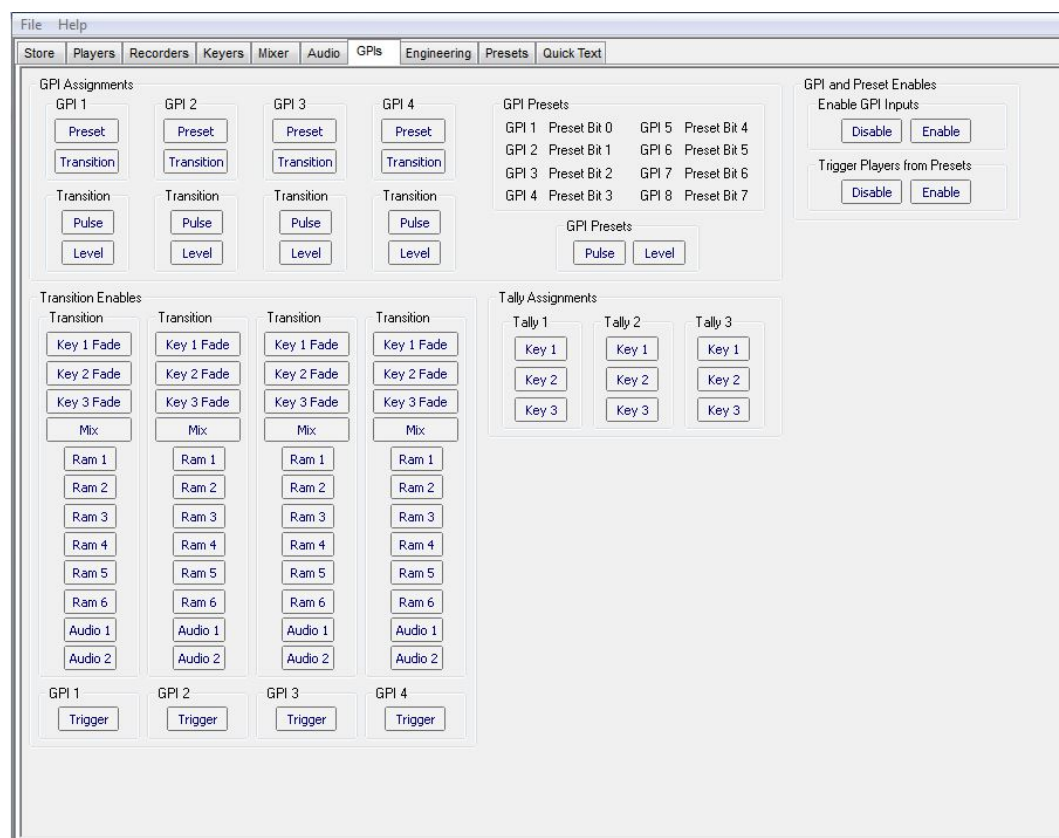 File Help
Store Players Recorders Keyers Mixer Audio GPIs Engineering Presets Quick Text
GPI Assignments
GPI 1 GPI 2 GPI 3 GPI 4
Preset Preset Preset Preset
Transition Transition Transition Transition
Transition Transition Transition Transition
Pulse Pulse Pulse Pulse
Level Level Level Level
GPI Presets
GPI 1 Preset Bit 0 GPI 5 Preset Bit 4
GPI 2 Preset Bit 1 GPI 6 Preset Bit 5
GPI 3 Preset Bit 2 GPI 7 Preset Bit 6
GPI 4 Preset Bit 3 GPI 8 Preset Bit 7
GPI Presets
Pulse Level
GPI and Preset Enables
Enable GPI Inputs
Disable Enable
Trigger Players from Presets
Disable Enable
Transition Enables
Transition Transition Transition Transition
Key 1 Fade Key 1 Fade Key 1 Fade Key 1 Fade
Key 2 Fade Key 2 Fade Key 2 Fade Key 2 Fade
Key 3 Fade Key 3 Fade Key 3 Fade Key 3 Fade
Mix Mix Mix Mix
Ram 1 Ram 1 Ram 1 Ram 1
Ram 2 Ram 2 Ram 2 Ram 2
Ram 3 Ram 3 Ram 3 Ram 3
Ram 4 Ram 4 Ram 4 Ram 4
Ram 5 Ram 5 Ram 5 Ram 5
Ram 6 Ram 6 Ram 6 Ram 6
Audio 1 Audio 1 Audio 1 Audio 1
Audio 2 Audio 2 Audio 2 Audio 2
GPI 1 GPI 2 GPI 3 GPI 4
Trigger Trigger Trigger Trigger
Tally Assignments
Tally 1 Tally 2 Tally 3
Key 1 Key 1 Key 1
Key 2 Key 2 Key 2
Key 3 Key 3 Key 3